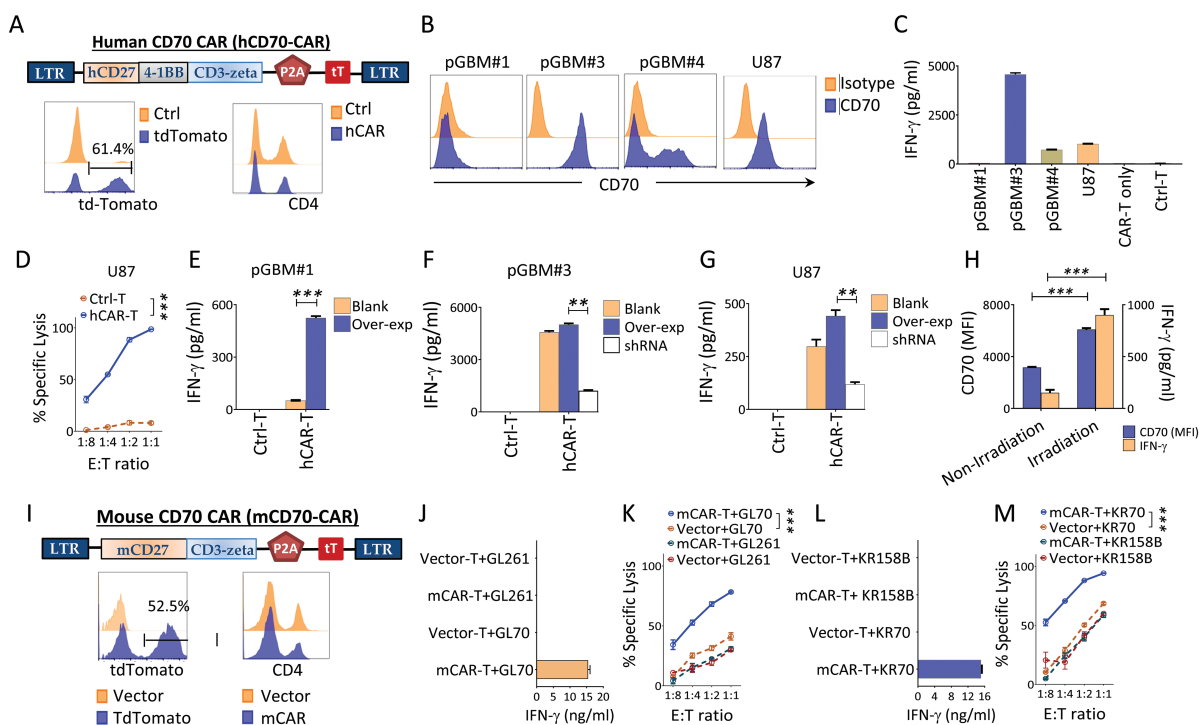 A
Human CD70 CAR (hCD70-CAR)
LTR hCD27 4-1BB CD3-zeta P2A tT LTR
Ctrl
tdTomato
61.4%
td-Tomato
Ctrl
hCAR
CD4
B
pGBM#1 pGBM#3 pGBM#4 U87
Isotype
CD70
CD70
C
IFN-γ (pg/ml)
5000
2500
0
pGBM#1
pGBM#3
pGBM#4
U87
CAR-T only
Ctrl-T
D
U87
Ctrl-T
hCAR-T
***
% Specific Lysis
100
50
0
1:8 1:4 1:2 1:1
E:T ratio
E
pGBM#1
***
Blank
Over-exp
IFN-γ (pg/ml)
600
300
0
Ctrl-T
hCAR-T
F
pGBM#3
**
Blank
Over-exp
shRNA
IFN-γ (pg/ml)
6000
3000
0
Ctrl-T
hCAR-T
G
U87
**
Blank
Over-exp
shRNA
IFN-γ (pg/ml)
500
250
0
Ctrl-T
hCAR-T
H
***
***
CD70 (MFI)
8000
4000
0
1000
500
0
IFN-γ (pg/ml)
Non-Irradiation
Irradiation
CD70 (MFI)
IFN-γ
I
Mouse CD70 CAR (mCD70-CAR)
LTR mCD27 CD3-zeta P2A tT LTR
52.5%
tdTomato
Vector
TdTomato
CD4
Vector
mCAR
J
Vector-T+GL261
mCAR-T+GL261
Vector-T+GL70
mCAR-T+GL70
0 5 10 15 20
IFN-γ (ng/ml)
K
mCAR-T+GL70
Vector+GL70
mCAR-T+GL261
Vector+GL261
***
% Specific Lysis
100
50
0
1:8 1:4 1:2 1:1
E:T ratio
L
Vector-T+KR158B
mCAR-T+ KR158B
Vector-T+KR70
mCAR-T+KR70
0 4 8 12 16
IFN-γ (ng/ml)
M
mCAR-T+KR70
Vector+KR70
mCAR-T+KR158B
Vector+KR158B
***
% Specific Lysis
100
50
0
1:8 1:4 1:2 1:1
E:T ratio